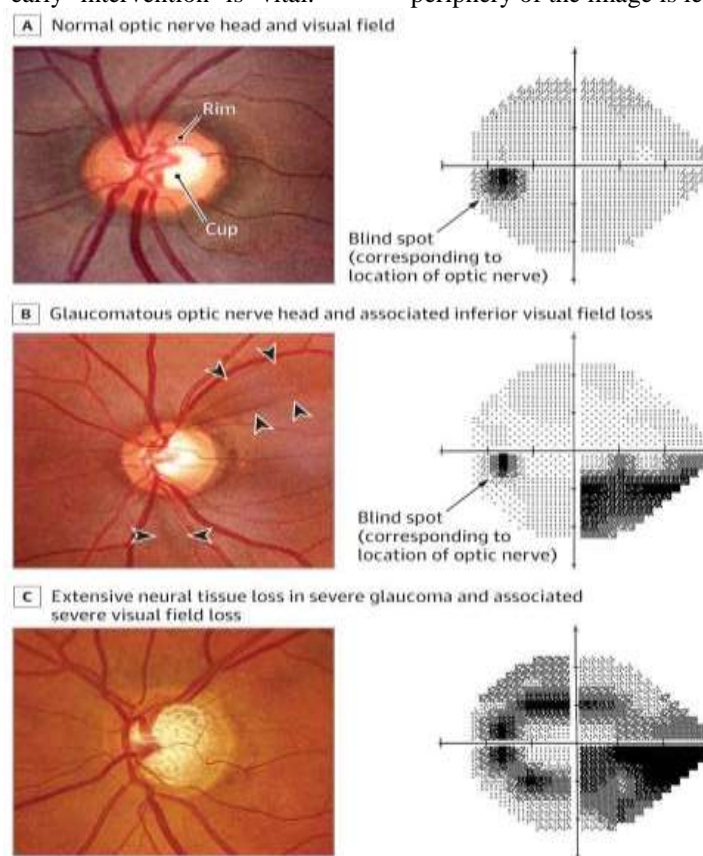 early intervention is vital.
periphery of the image is le
A Normal optic nerve head and visual field
Rim
Cup
Blind spot
(corresponding to
location of optic nerve)
B Glaucomatous optic nerve head and associated inferior visual field loss
Blind spot
(corresponding to
location of optic nerve)
C Extensive neural tissue loss in severe glaucoma and associated
severe visual field loss